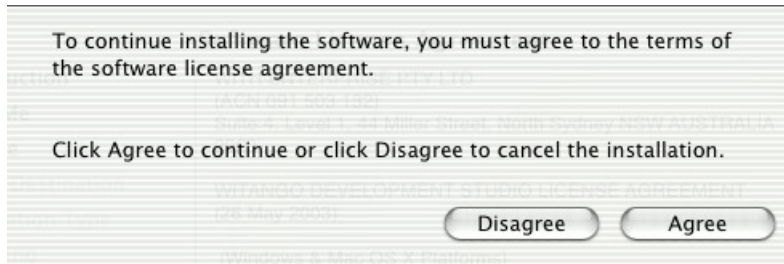 To continue installing the software, you must agree to the terms of
the software license agreement.
(ACN 091 503 132)
Suite 4, Level 1, 44 Miller Street, North Sydney NSW AUSTRALIA
Click Agree to continue or click Disagree to cancel the installation.
WITANGO DEVELOPMENT STUDIO LICENSE AGREEMENT
(26 May 2003)
Disagree Agree
(Windows & Mac OS X Platforms)